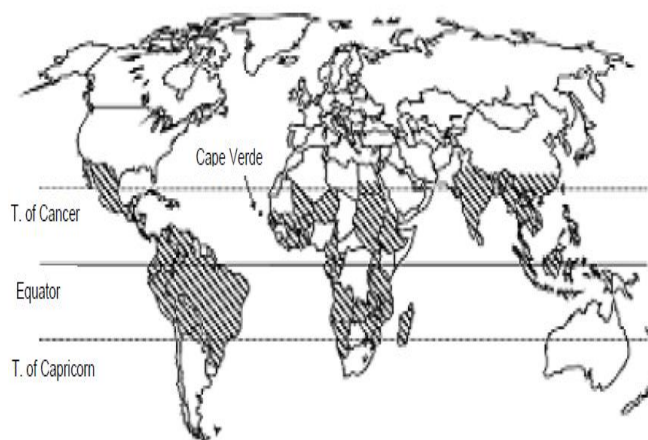 Cape Verde
T. of Cancer
Equator
T. of Capricorn